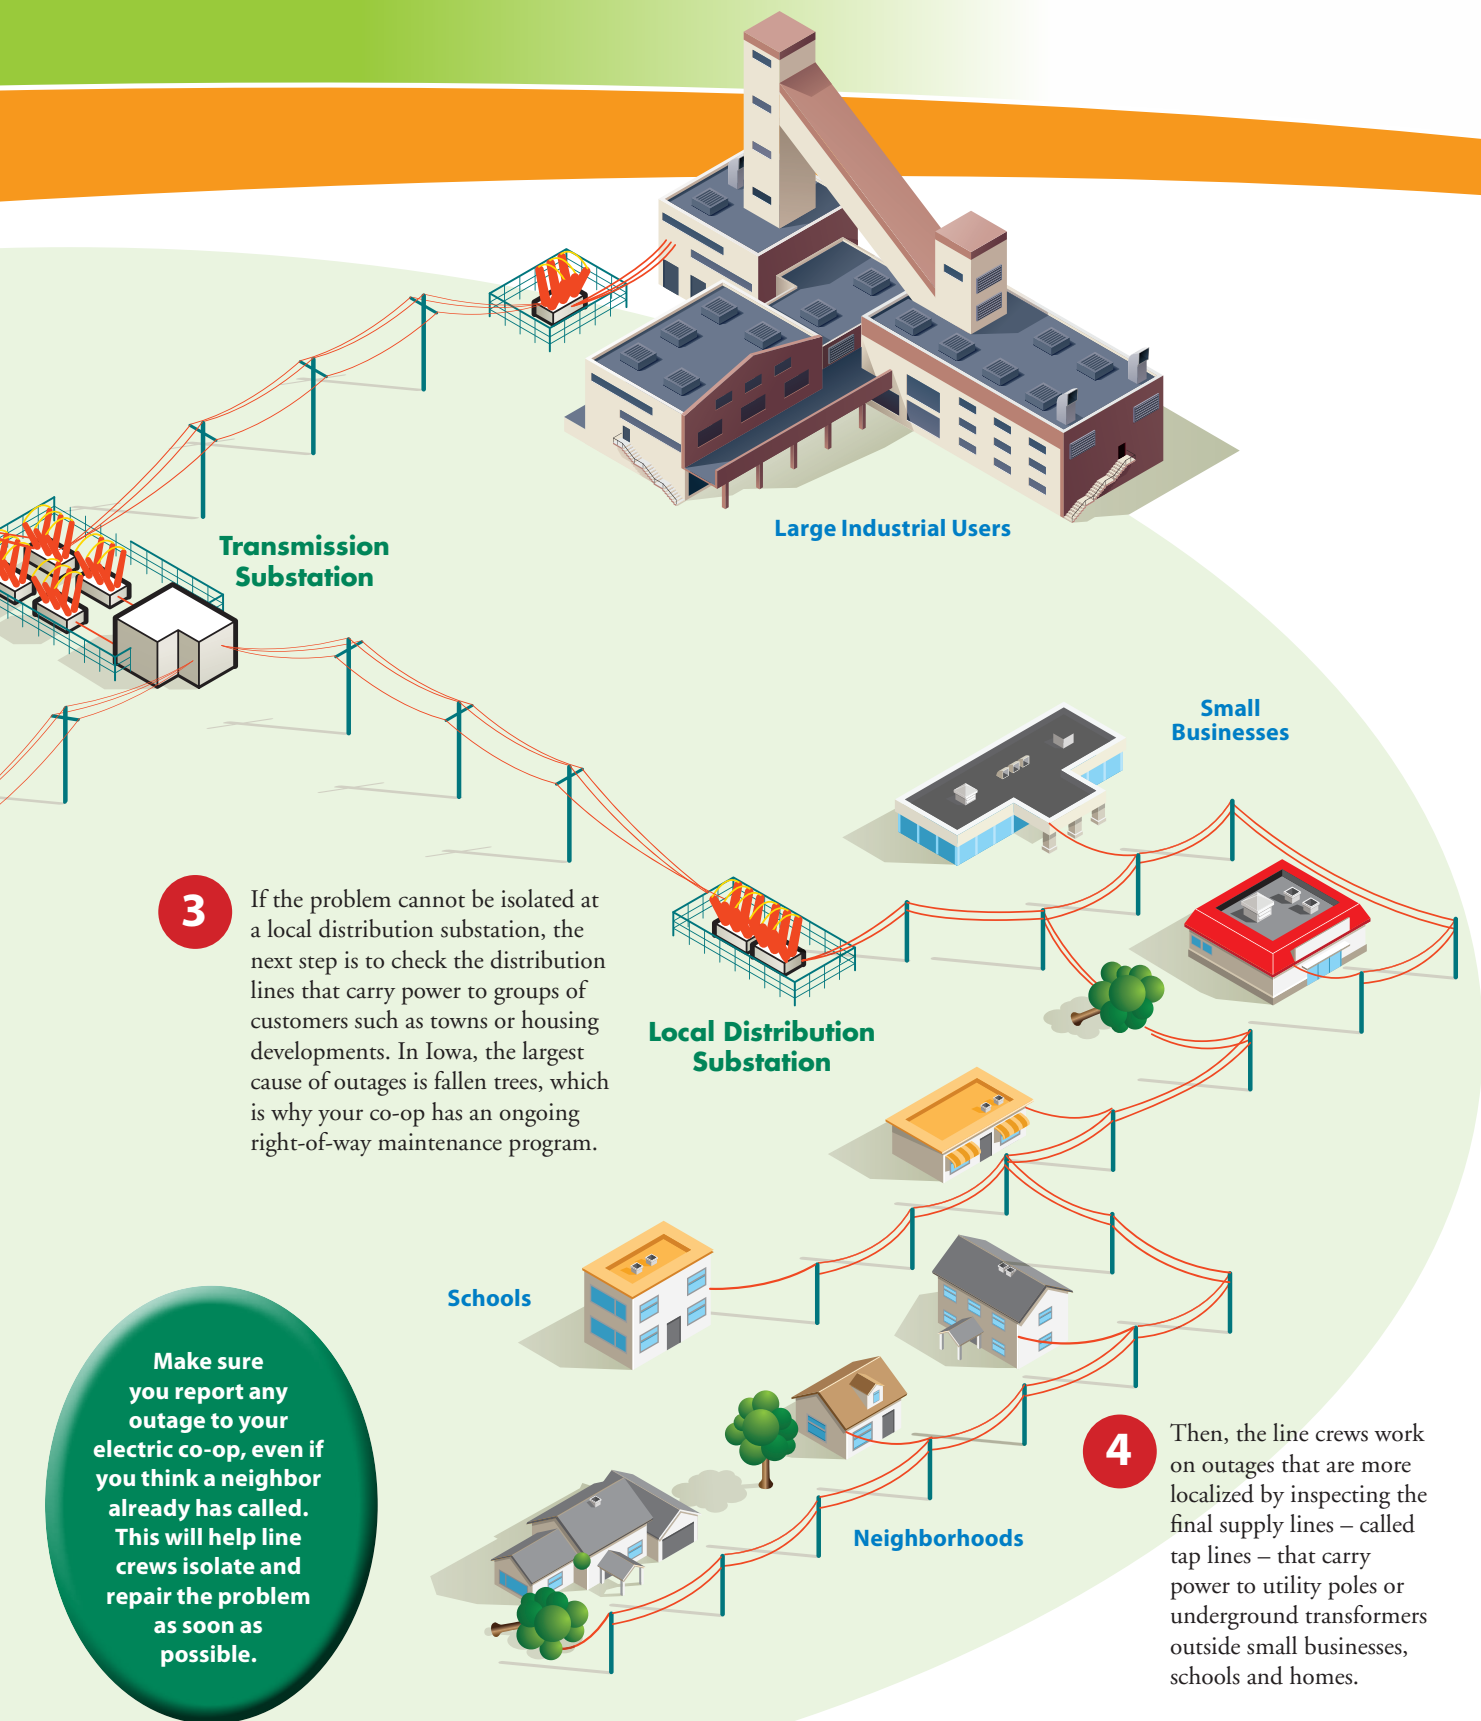 Large Industrial Users
Transmission
Substation
Small
Businesses
3
If the problem cannot be isolated at
a local distribution substation, the
next step is to check the distribution
lines that carry power to groups of
customers such as towns or housing
developments. In Iowa, the largest
cause of outages is fallen trees, which
is why your co-op has an ongoing
right-of-way maintenance program.
Local Distribution
Substation
Schools
Make sure
you report any
outage to your
electric co-op, even if
you think a neighbor
already has called.
This will help line
crews isolate and
repair the problem
as soon as
possible.
Neighborhoods
4
Then, the line crews work
on outages that are more
localized by inspecting the
final supply lines – called
tap lines – that carry
power to utility poles or
underground transformers
outside small businesses,
schools and homes.